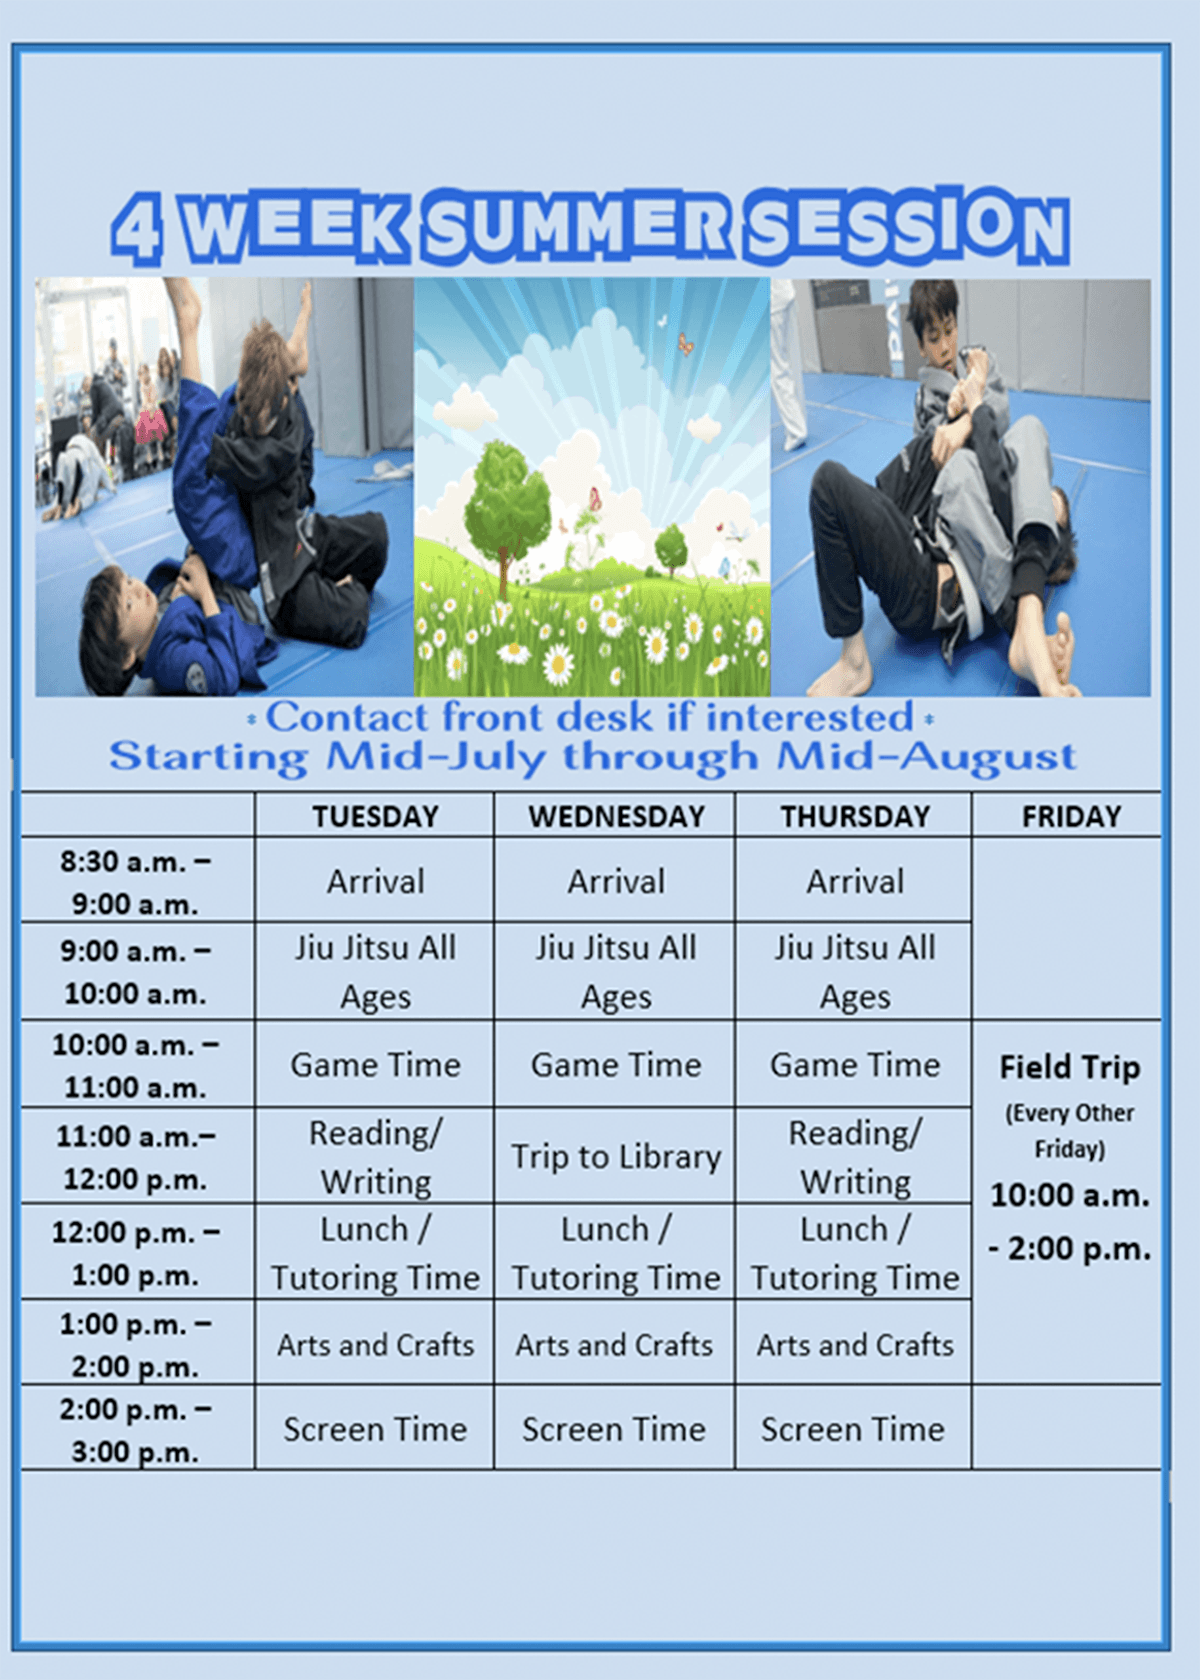 4 WEEK SUMMER SESSION
* Contact front desk if interested *
Starting Mid-July through Mid-August
TUESDAY WEDNESDAY THURSDAY FRIDAY
8:30 a.m. –
9:00 a.m.
Arrival Arrival Arrival
9:00 a.m. –
10:00 a.m.
Jiu Jitsu All
Ages
Jiu Jitsu All
Ages
Jiu Jitsu All
Ages
10:00 a.m. –
11:00 a.m.
Game Time Game Time Game Time
11:00 a.m.–
12:00 p.m.
Reading/
Writing
Trip to Library
Reading/
Writing
12:00 p.m. –
1:00 p.m.
Lunch /
Tutoring Time
Lunch /
Tutoring Time
Lunch /
Tutoring Time
1:00 p.m. –
2:00 p.m.
Arts and Crafts Arts and Crafts Arts and Crafts
2:00 p.m. –
3:00 p.m.
Screen Time Screen Time Screen Time
Field Trip
(Every Other
Friday)
10:00 a.m.
- 2:00 p.m.